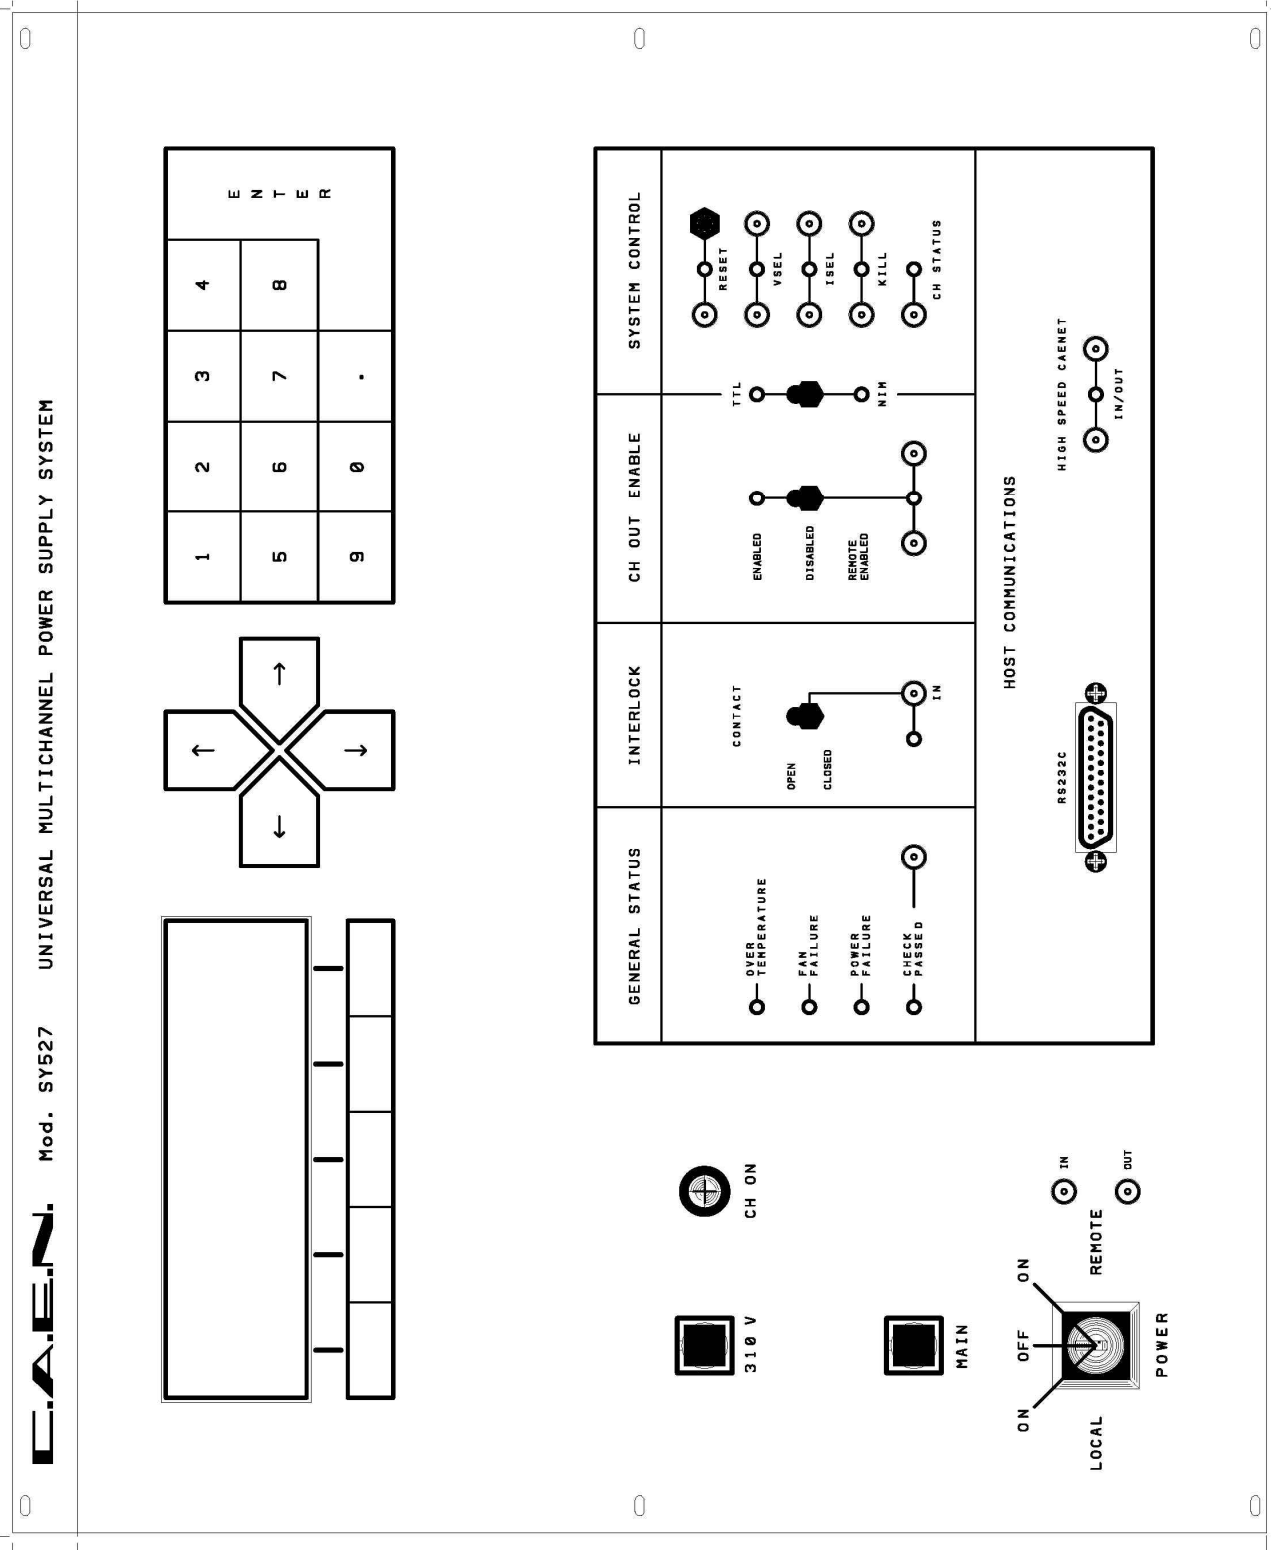 C.A.E.N. Mod. SY527 UNIVERSAL MULTICHANNEL POWER SUPPLY SYSTEM
←
↑
↓
→
1 2 3 4
5 6 7 8
9 0 .
ENTER
310 V
CH ON
MAIN
ON OFF ON
LOCAL REMOTE
IN
OUT
POWER
GENERAL STATUS
OVER
TEMPERATURE
FAN
FAILURE
POWER
FAILURE
CHECK
PASSED
INTERLOCK
CONTACT
OPEN
CLOSED
IN
CH OUT ENABLE
ENABLED
DISABLED
REMOTE
ENABLED
TTL
NIM
SYSTEM CONTROL
RESET
VSEL
ISEL
KILL
CH STATUS
HOST COMMUNICATIONS
RS232C
HIGH SPEED CAENET
IN/OUT